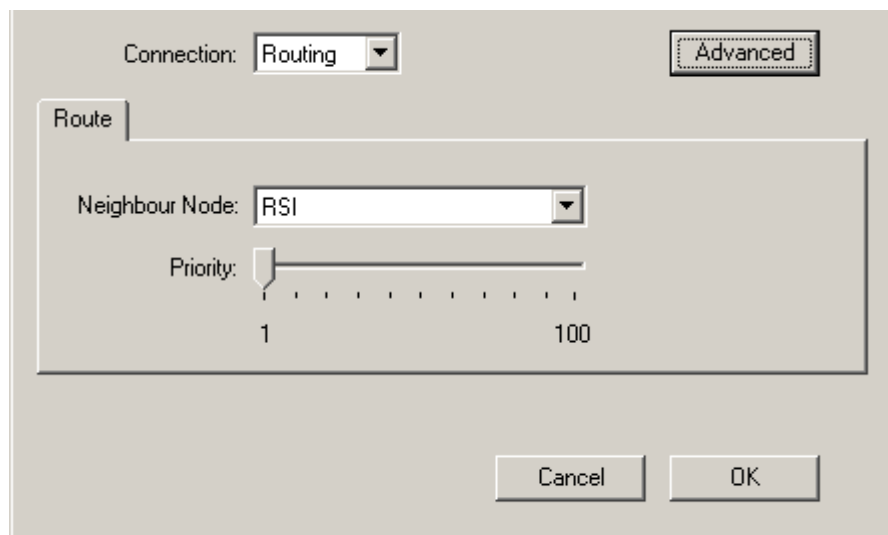 Connection: Routing Advanced
Route
Neighbour Node: RSI
Priority:
1 100
Cancel OK